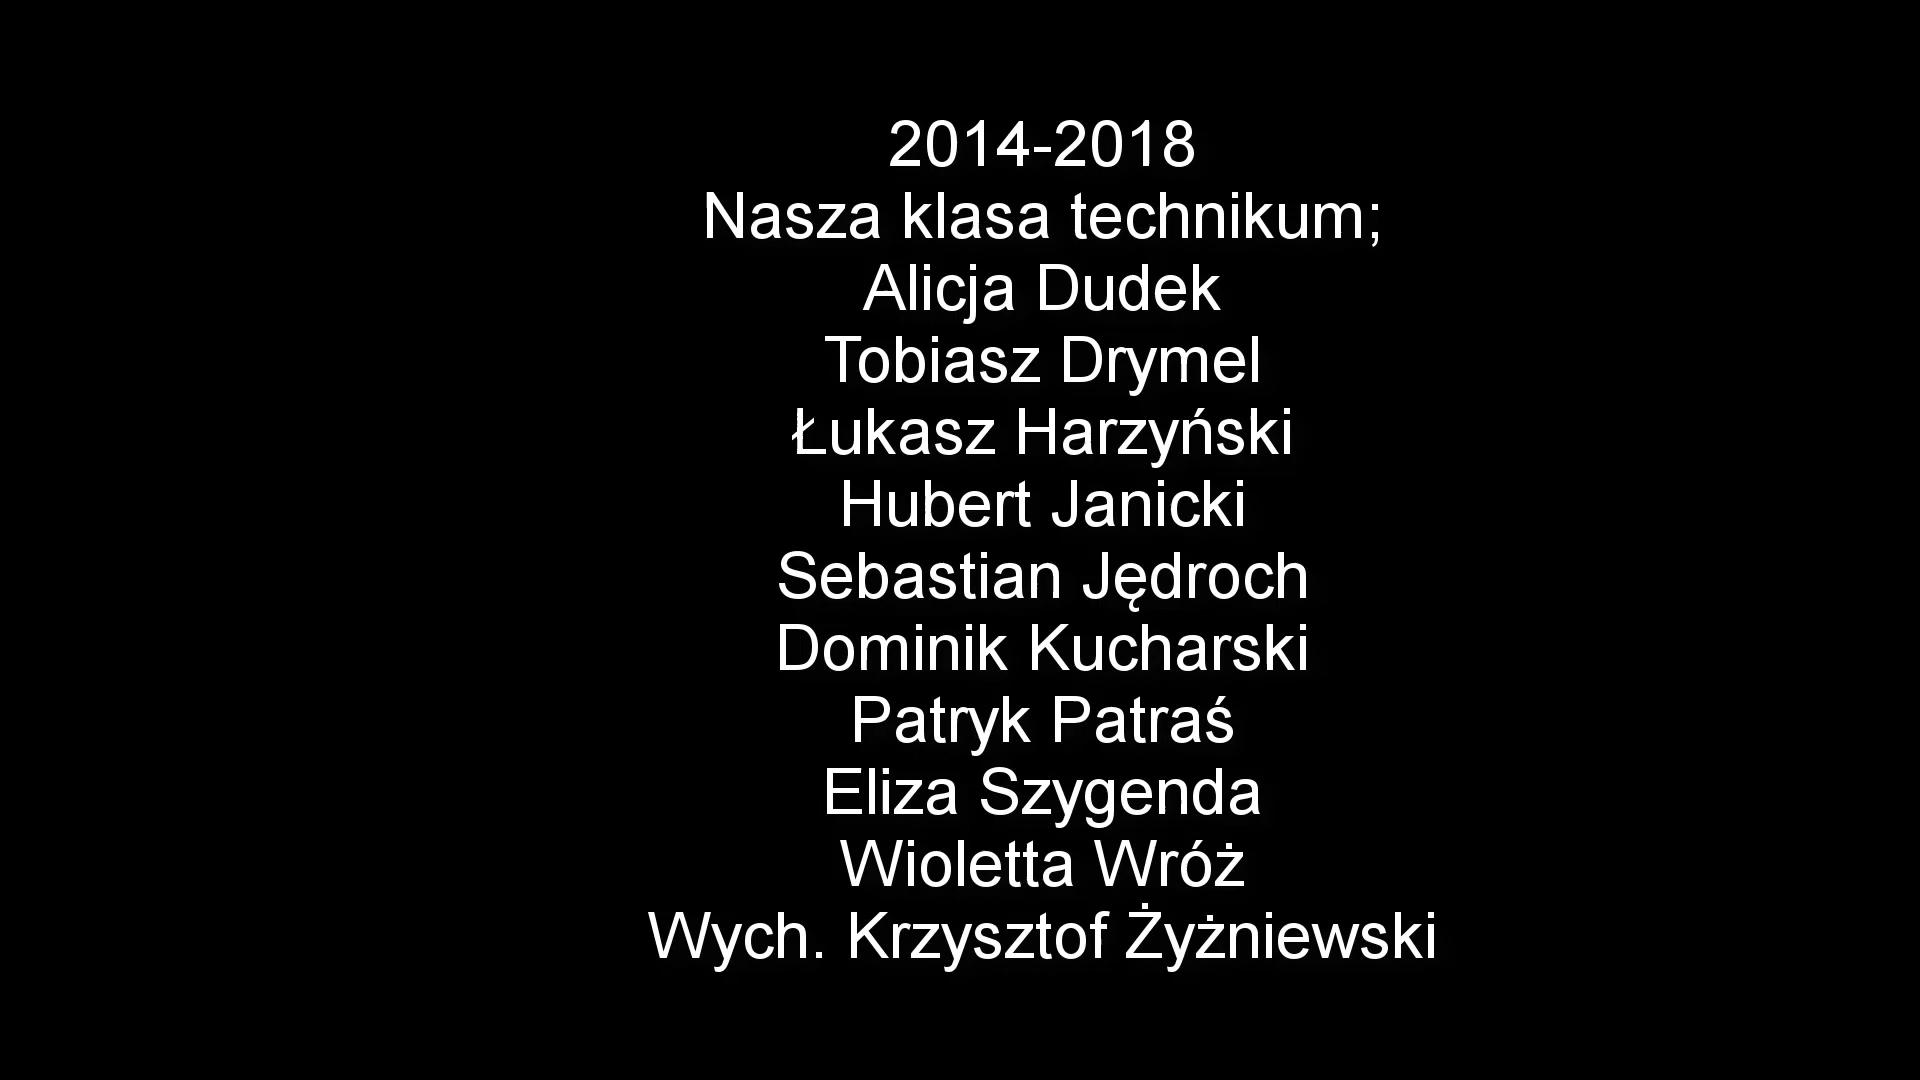 2014-2018
Nasza klasa technikum;
Alicja Dudek
Tobiasz Drymel
Łukasz Harzyński
Hubert Janicki
Sebastian Jędroch
Dominik Kucharski
Patryk Patraś
Eliza Szygenda
Wioletta Wróż
Wych. Krzysztof Żyżniewski